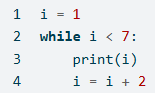 1 i = 1
2 while i < 7:
3     print(i)
4     i = i + 2